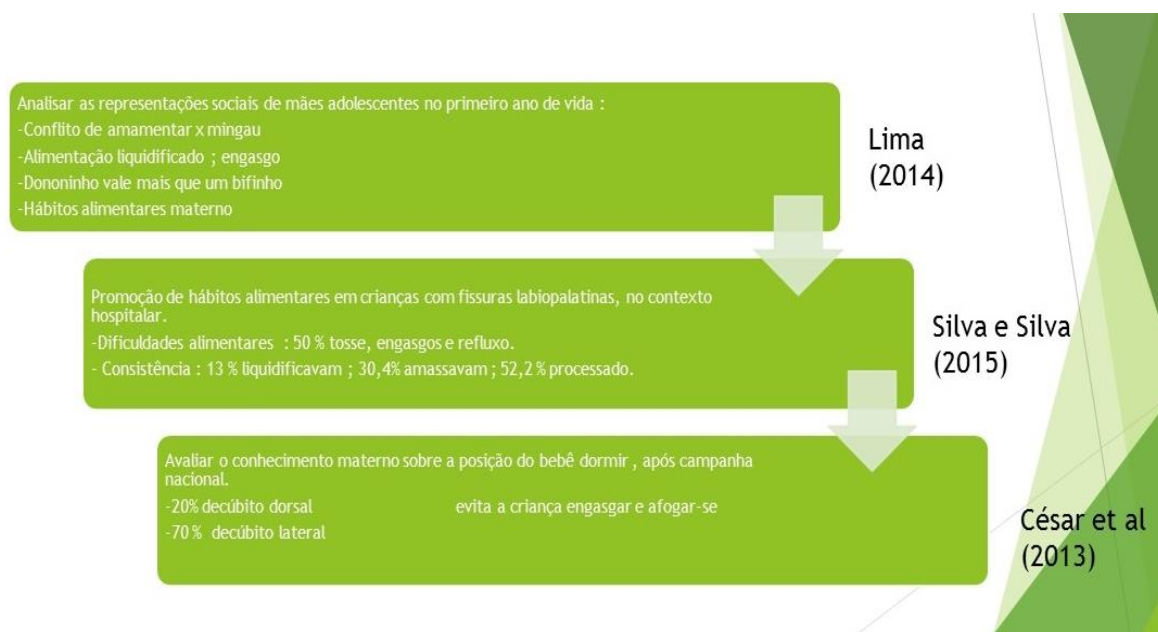 Analisar as representações sociais de mães adolescentes no primeiro ano de vida :
-Conflito de amamentar x mingau
-Alimentação liquidificado ; engasgo
-Dononinho vale mais que um bifinho
-Hábitos alimentares materno
Lima
(2014)
Promoção de hábitos alimentares em crianças com fissuras labiopalatinas, no contexto
hospitalar.
-Dificuldades alimentares : 50 % tosse, engasgos e refluxo.
- Consistência : 13 % liquidificavam ; 30,4% amassavam ; 52,2 % processado.
Silva e Silva
(2015)
Avaliar o conhecimento materno sobre a posição do bebê dormir , após campanha
nacional.
-20% decúbito dorsal evita a criança engasgar e afogar-se
-70 % decúbito lateral
César et al
(2013)